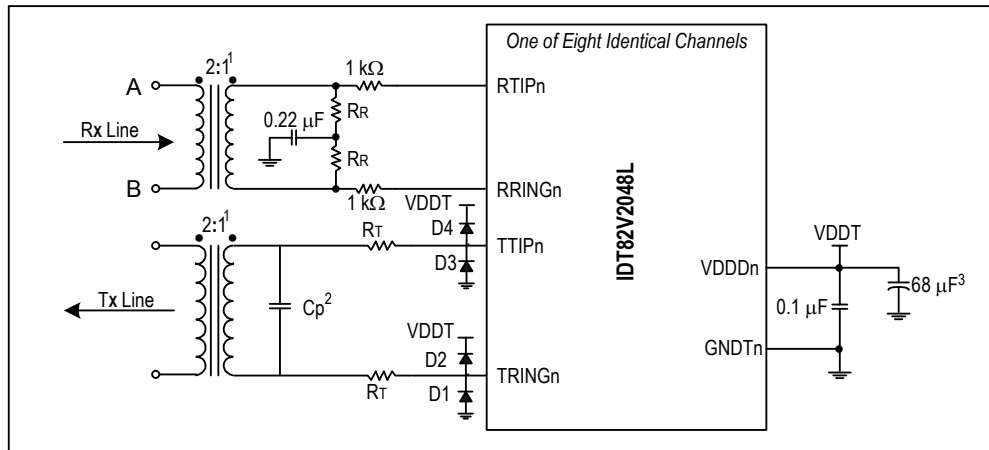 One of Eight Identical Channels
2:1¹
1 kΩ
A
RTIPn
RR
0.22 μF
Rx Line
RR
B
RRINGn
1 kΩ
VDDT
2:1¹
RT
D4
TTIPn
D3
IDT82V2048L
VDDT
VDDDn
68 μF³
Tx Line
Cp²
0.1 μF
VDDT
GNDTn
D2
TRINGn
RT
D1